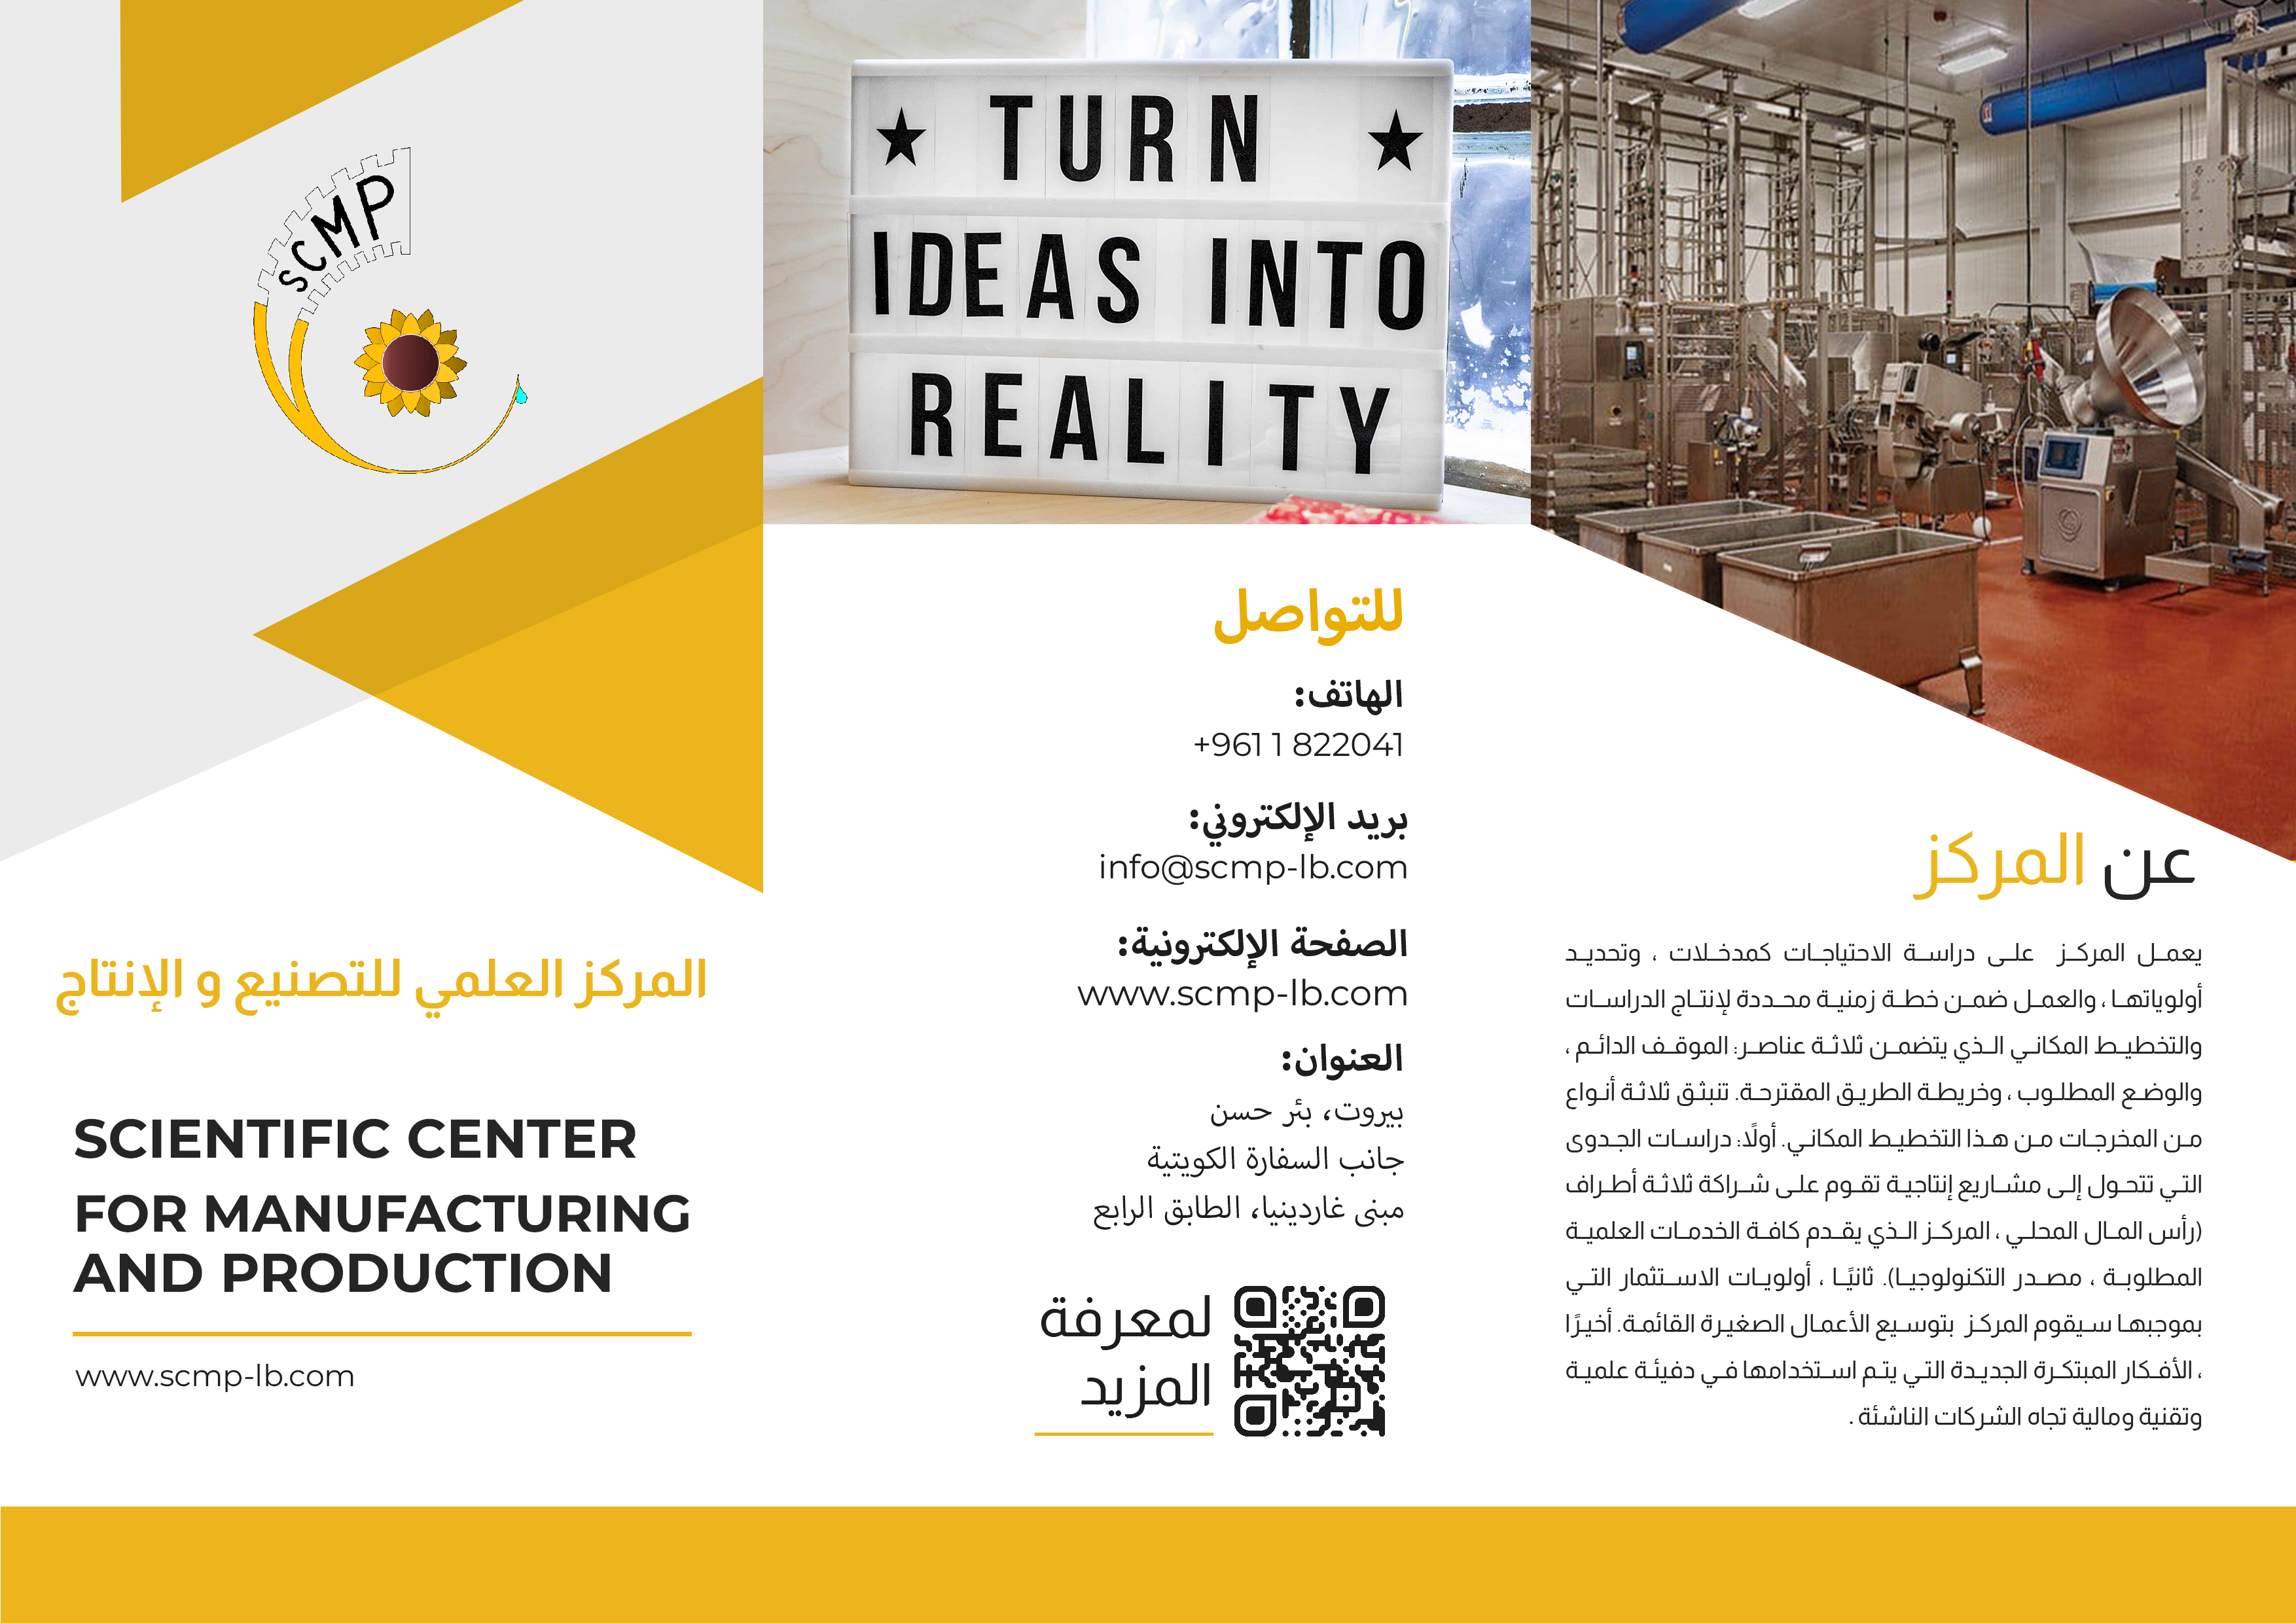 SCMP
المركز العلمي للتصنيع و الإنتاج
SCIENTIFIC CENTER
FOR MANUFACTURING
AND PRODUCTION
www.scmp-lb.com
★ TURN ★
IDEAS INTO
REALITY
للتواصل
الهاتف:
+961 1 822041
بريد الإلكتروني:
info@scmp-lb.com
الصفحة الإلكترونية:
www.scmp-lb.com
العنوان:
بيروت، بئر حسن
جانب السفارة الكويتية
مبنى غاردينيا، الطابق الرابع
لمعرفة
المزيد
عن المركز
يعمل المركز على دراسة الاحتياجات كمدخلات ، وتحديد
أولوياتها ، والعمل ضمن خطة زمنية محددة لإنتاج الدراسات
والتخطيط المكاني الذي يتضمن ثلاثة عناصر: الموقف الدائم ،
والوضع المطلوب ، وخريطة الطريق المقترحة. تنبثق ثلاثة أنواع
من المخرجات من هذا التخطيط المكاني. أولاً: دراسات الجدوى
التي تتحول إلى مشاريع إنتاجية تقوم على شراكة ثلاثة أطراف
(رأس المال المحلي ، المركز الذي يقدم كافة الخدمات العلمية
المطلوبة ، مصدر التكنولوجيا). ثانيًا ، أولويات الاستثمار التي
بموجبها سيقوم المركز بتوسيع الأعمال الصغيرة القائمة. أخيرًا
، الأفكار المبتكرة الجديدة التي يتم استخدامها في دفيئة علمية
وتقنية ومالية تجاه الشركات الناشئة .